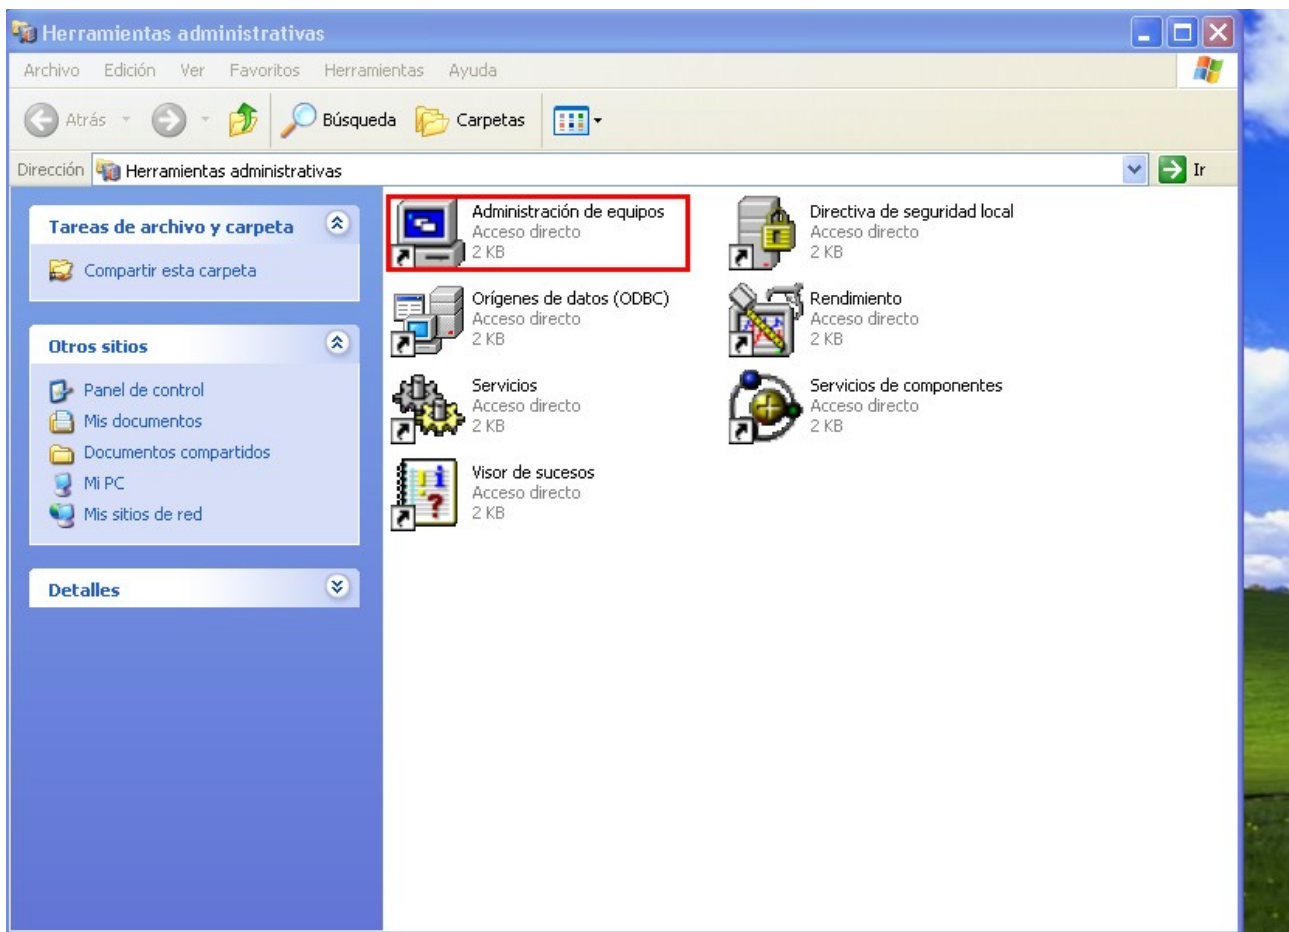 Herramientas administrativas
Archivo Edición Ver Favoritos Herramientas Ayuda
Atrás Búsqueda Carpetas
Dirección Herramientas administrativas Ir
Tareas de archivo y carpeta
Compartir esta carpeta
Otros sitios
Panel de control
Mis documentos
Documentos compartidos
Mi PC
Mis sitios de red
Detalles
Administración de equipos
Acceso directo
2 KB
Directiva de seguridad local
Acceso directo
2 KB
Orígenes de datos (ODBC)
Acceso directo
2 KB
Rendimiento
Acceso directo
2 KB
Servicios
Acceso directo
2 KB
Servicios de componentes
Acceso directo
2 KB
Visor de sucesos
Acceso directo
2 KB